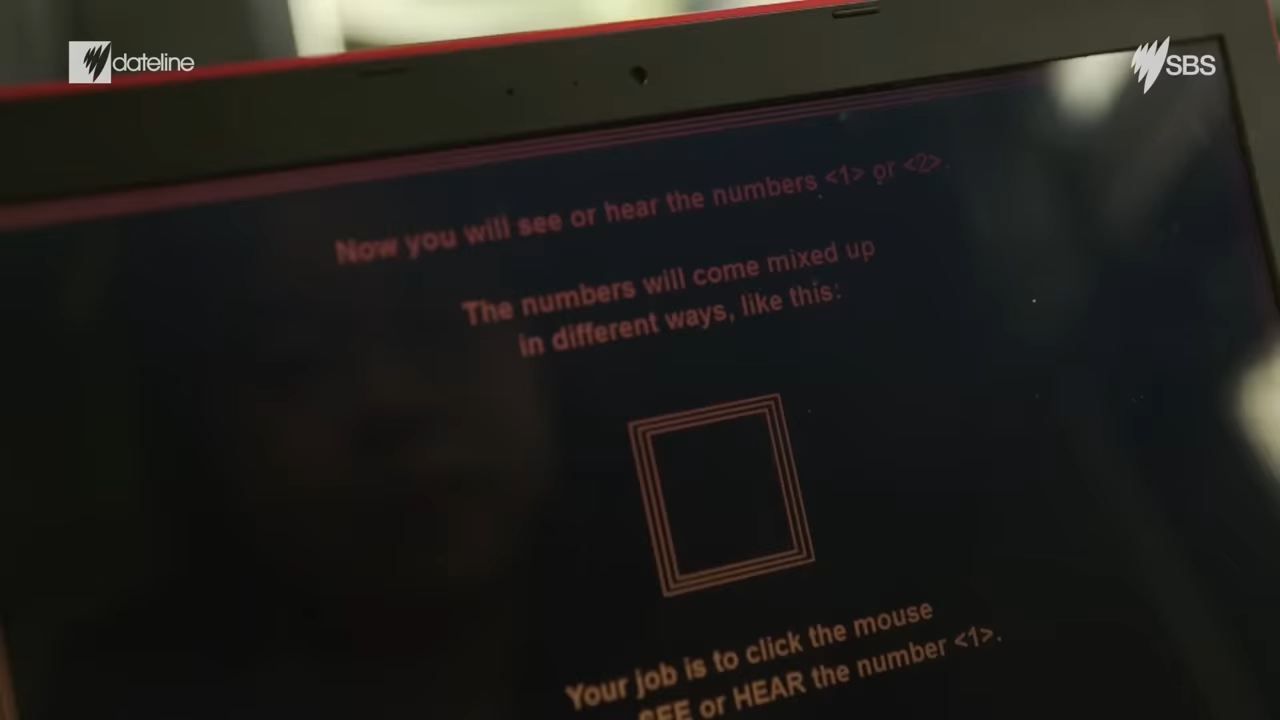 dateline
SBS
Now you will see or hear the numbers <1> or <2>
The numbers will come mixed up
in different ways, like this:
Your job is to click the mouse
SEE or HEAR the number <1>.